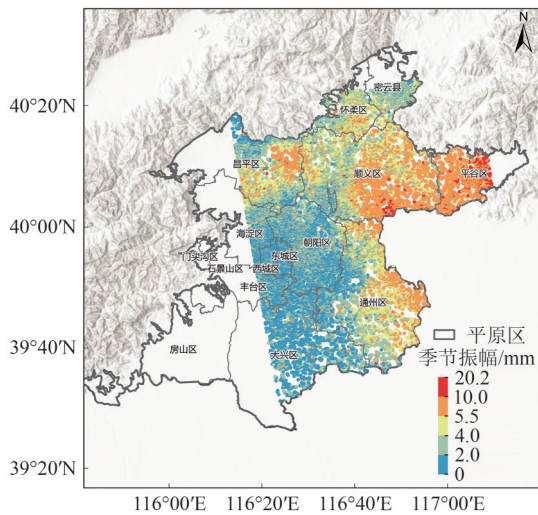 N
密云县
40°20′N
怀柔区
昌平区
顺义区
平谷区
40°00′N
海淀区
朝阳区
门头沟区
东城区
石景山区
西城区
丰台区
通州区
39°40′N
房山区
大兴区
平原区
季节振幅/mm
20.2
10.0
5.5
4.0
2.0
0
39°20′N
116°00′E
116°20′E
116°40′E
117°00′E